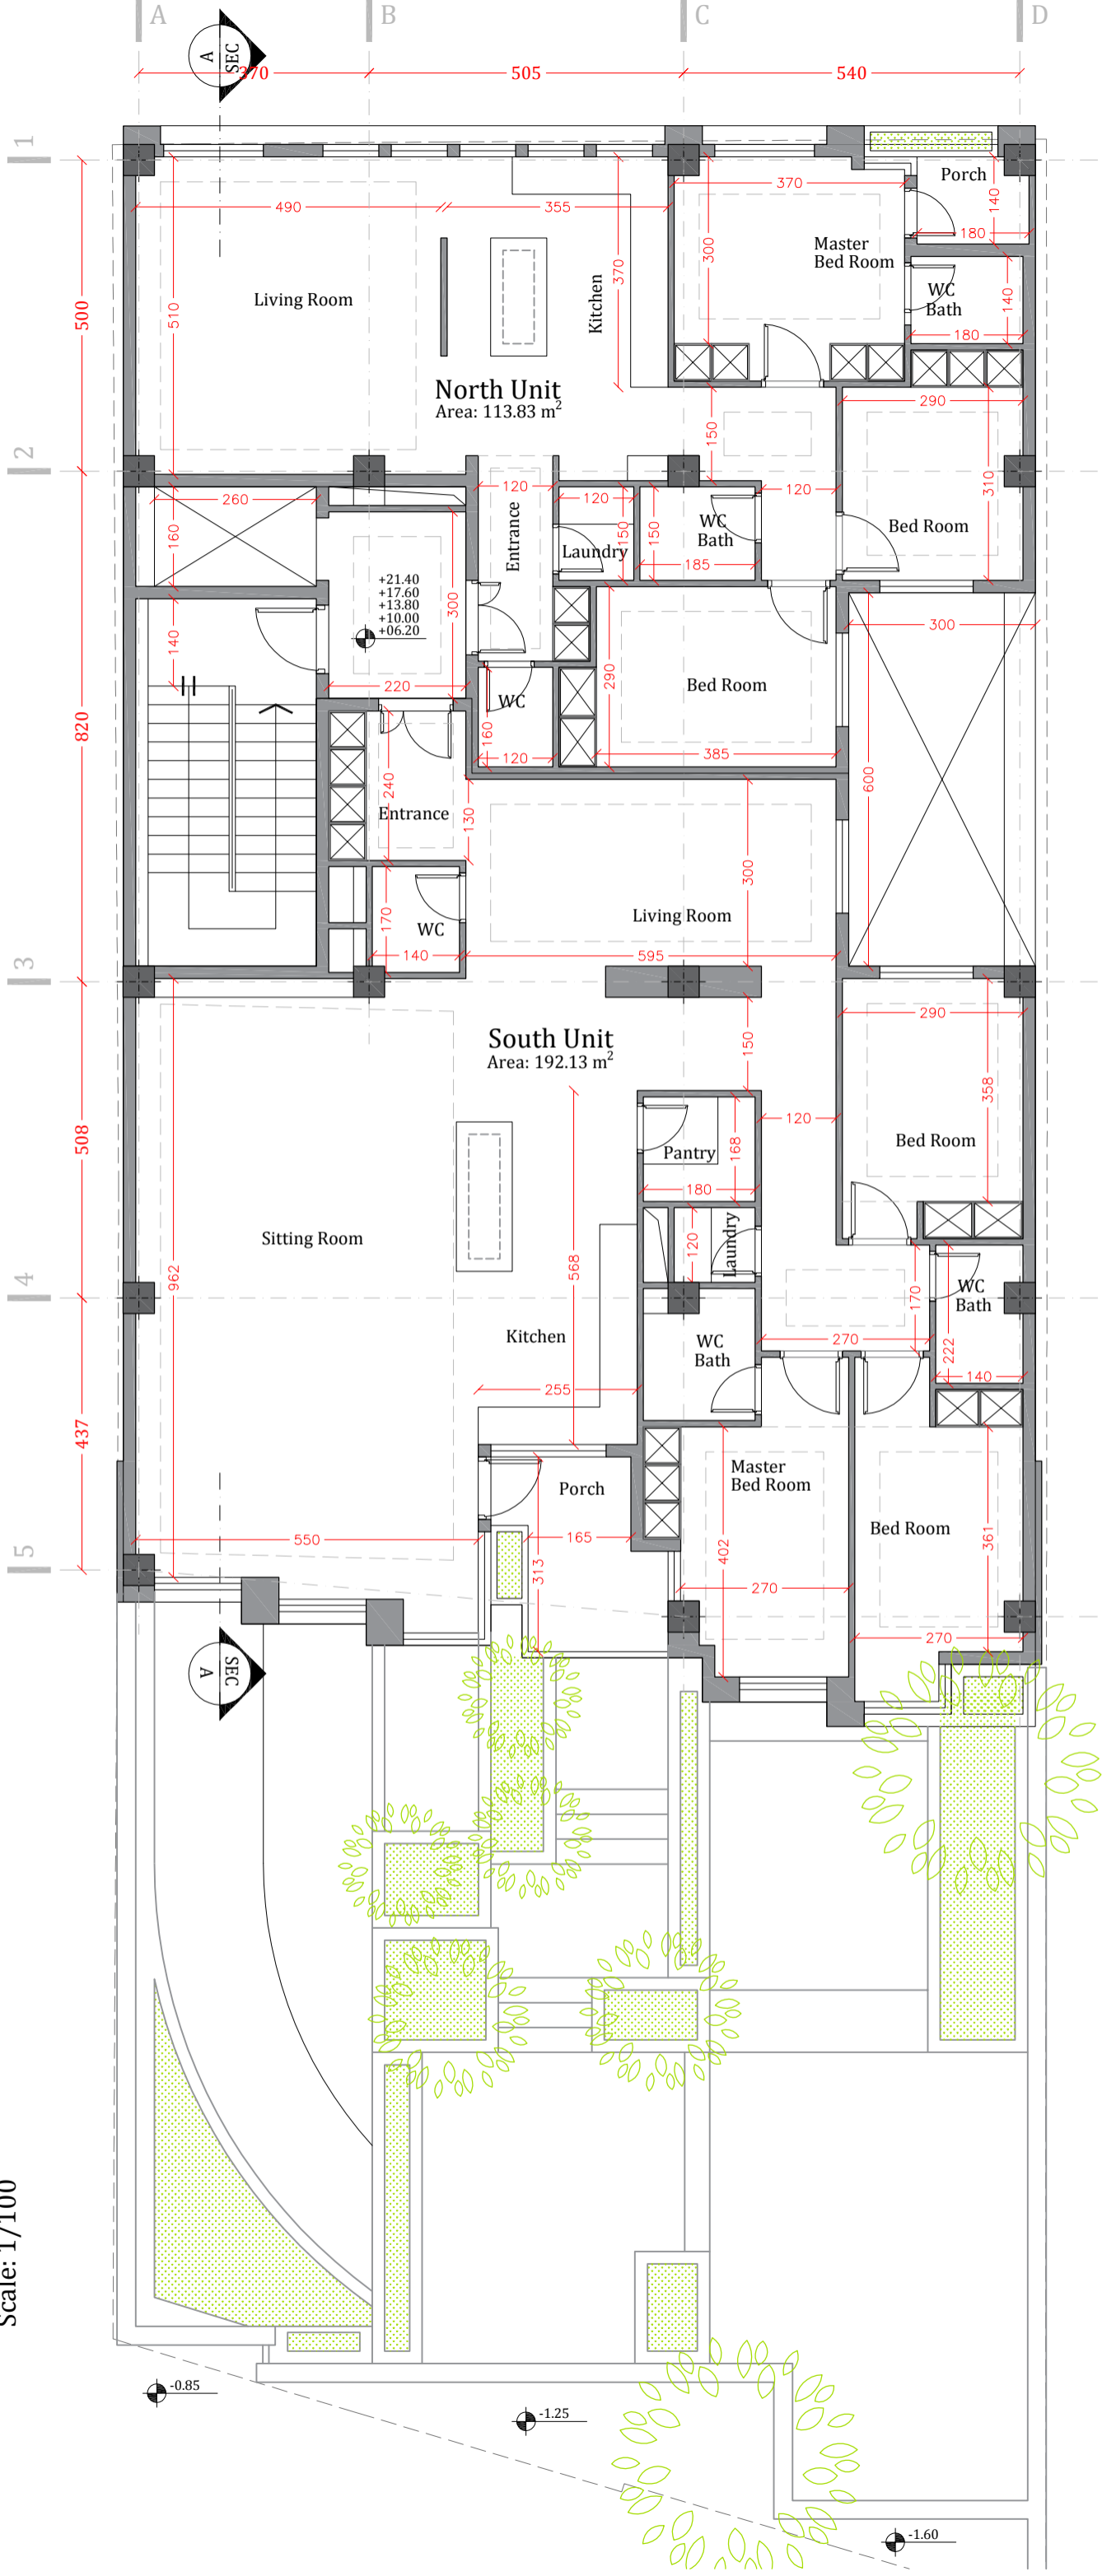 A
B
C
D
A
SEC
370
505
540
1
370
Porch
140
180
490
355
Master
Bed Room
300
370
Living Room
Kitchen
510
500
WC
Bath
140
180
North Unit
Area: 113.83 m²
290
150
2
260
120
120
120
310
160
Entrance
150
150
WC
Bath
Bed Room
Laundry
185
+21.40
+17.60
+13.80
+10.00
+06.20
300
140
300
220
WC
290
Bed Room
820
160
120
385
240
600
Entrance
130
300
Living Room
170
WC
140
595
3
290
South Unit
Area: 192.13 m²
150
358
120
508
Bed Room
Pantry
168
180
Sitting Room
Laundry
120
568
962
4
170
WC
Bath
Kitchen
WC
Bath
270
222
255
140
437
Master
Bed Room
Porch
Bed Room
550
165
402
361
5
313
270
270
A
SEC
Scale: 1/100
-0.85
-1.25
-1.60